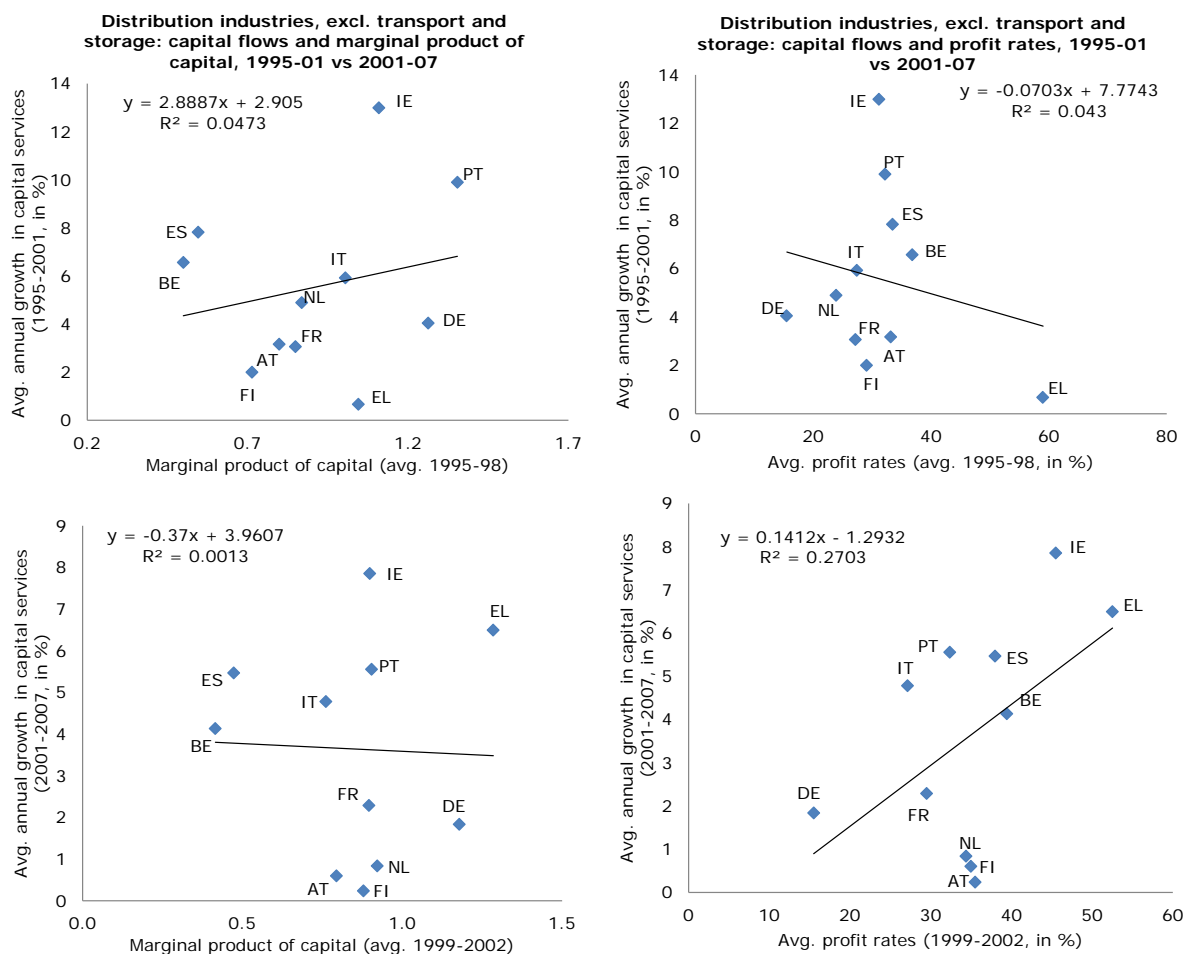 Distribution industries, excl. transport and
storage: capital flows and marginal product of
capital, 1995-01 vs 2001-07
y = 2.8887x + 2.905
R² = 0.0473
Avg. annual growth in capital services
(1995-2001, in %)
14
12
10
8
6
4
2
0
IE
PT
ES
BE
IT
NL
DE
FR
AT
FI
EL
0.2
0.7
1.2
1.7
Marginal product of capital (avg. 1995-98)
Distribution industries, excl. transport and
storage: capital flows and profit rates, 1995-01
vs 2001-07
y = -0.0703x + 7.7743
R² = 0.043
Avg. annual growth in capital services
(1995-2001, in %)
14
12
10
8
6
4
2
0
IE
PT
ES
BE
IT
NL
DE
FR
AT
FI
EL
0
20
40
60
80
Avg. profit rates (avg. 1995-98, in %)
y = -0.37x + 3.9607
R² = 0.0013
Avg. annual growth in capital services
(2001-2007, in %)
9
8
7
6
5
4
3
2
1
0
IE
EL
PT
ES
IT
BE
FR
DE
NL
AT
FI
0.0
0.5
1.0
1.5
Marginal product of capital (avg. 1999-2002)
y = 0.1412x - 1.2932
R² = 0.2703
Avg. annual growth in capital services
(2001-2007, in %)
9
8
7
6
5
4
3
2
1
0
IE
EL
PT
ES
IT
BE
DE
FR
NL
FI
AT
0
10
20
30
40
50
60
Avg. profit rates (1999-2002, in %)